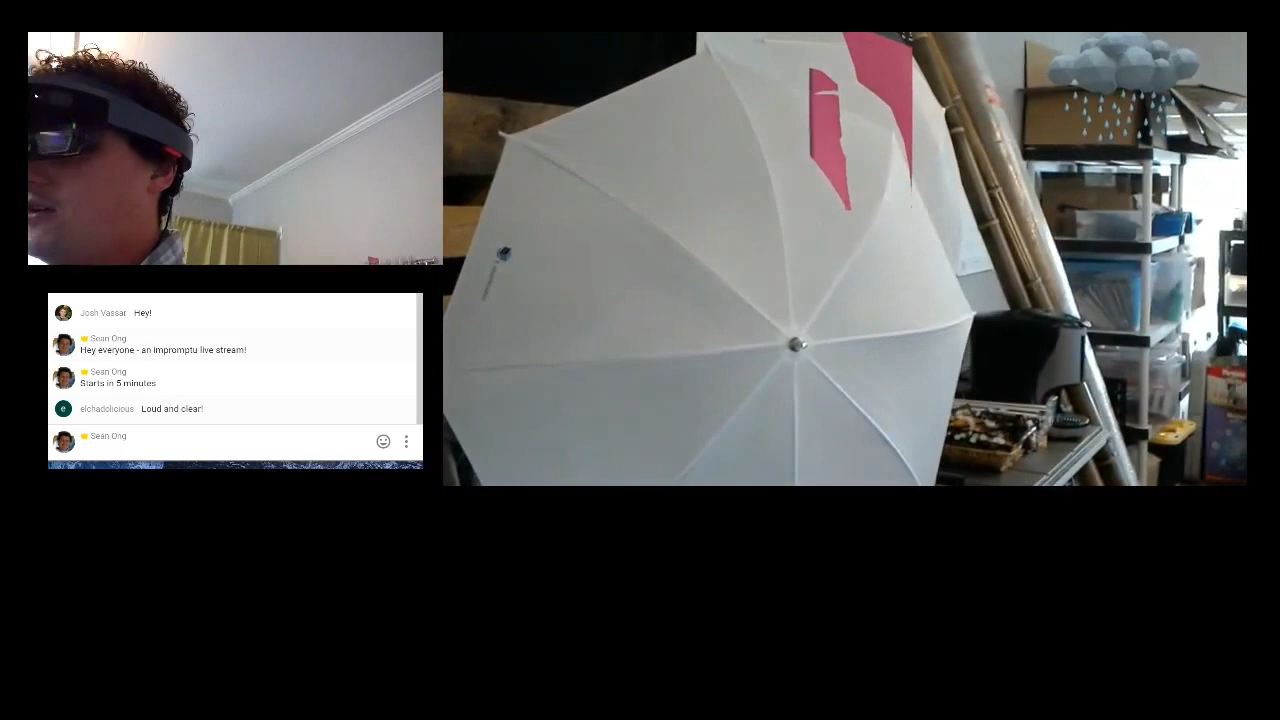 Josh Vassar Hey!
Sean Ong
Hey everyone - an impromptu live stream!
Sean Ong
Starts in 5 minutes
e elchadolicious Loud and clear!
Sean Ong